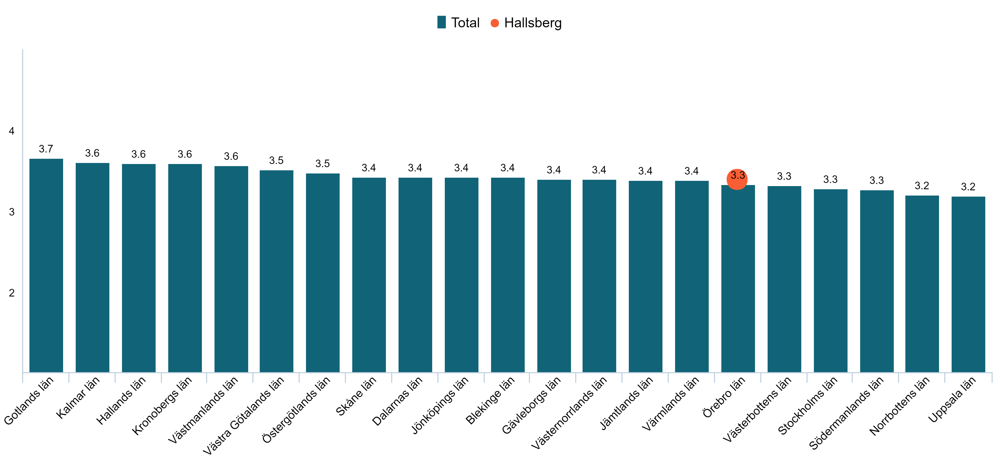 Total Hallsberg
4
3
2
3.7 3.6 3.6 3.6 3.6 3.5 3.5 3.4 3.4 3.4 3.4 3.4 3.4 3.4 3.4 3.3 3.3 3.3 3.3 3.2 3.2
Gotlands län
Kalmar län
Hallands län
Kronobergs län
Västmanlands län
Västra Götalands län
Östergötlands län
Skåne län
Dalarnas län
Jönköpings län
Blekinge län
Gävleborgs län
Västernorrlands län
Jämtlands län
Värmlands län
Örebro län
Västerbottens län
Stockholms län
Södermanlands län
Norrbottens län
Uppsala län